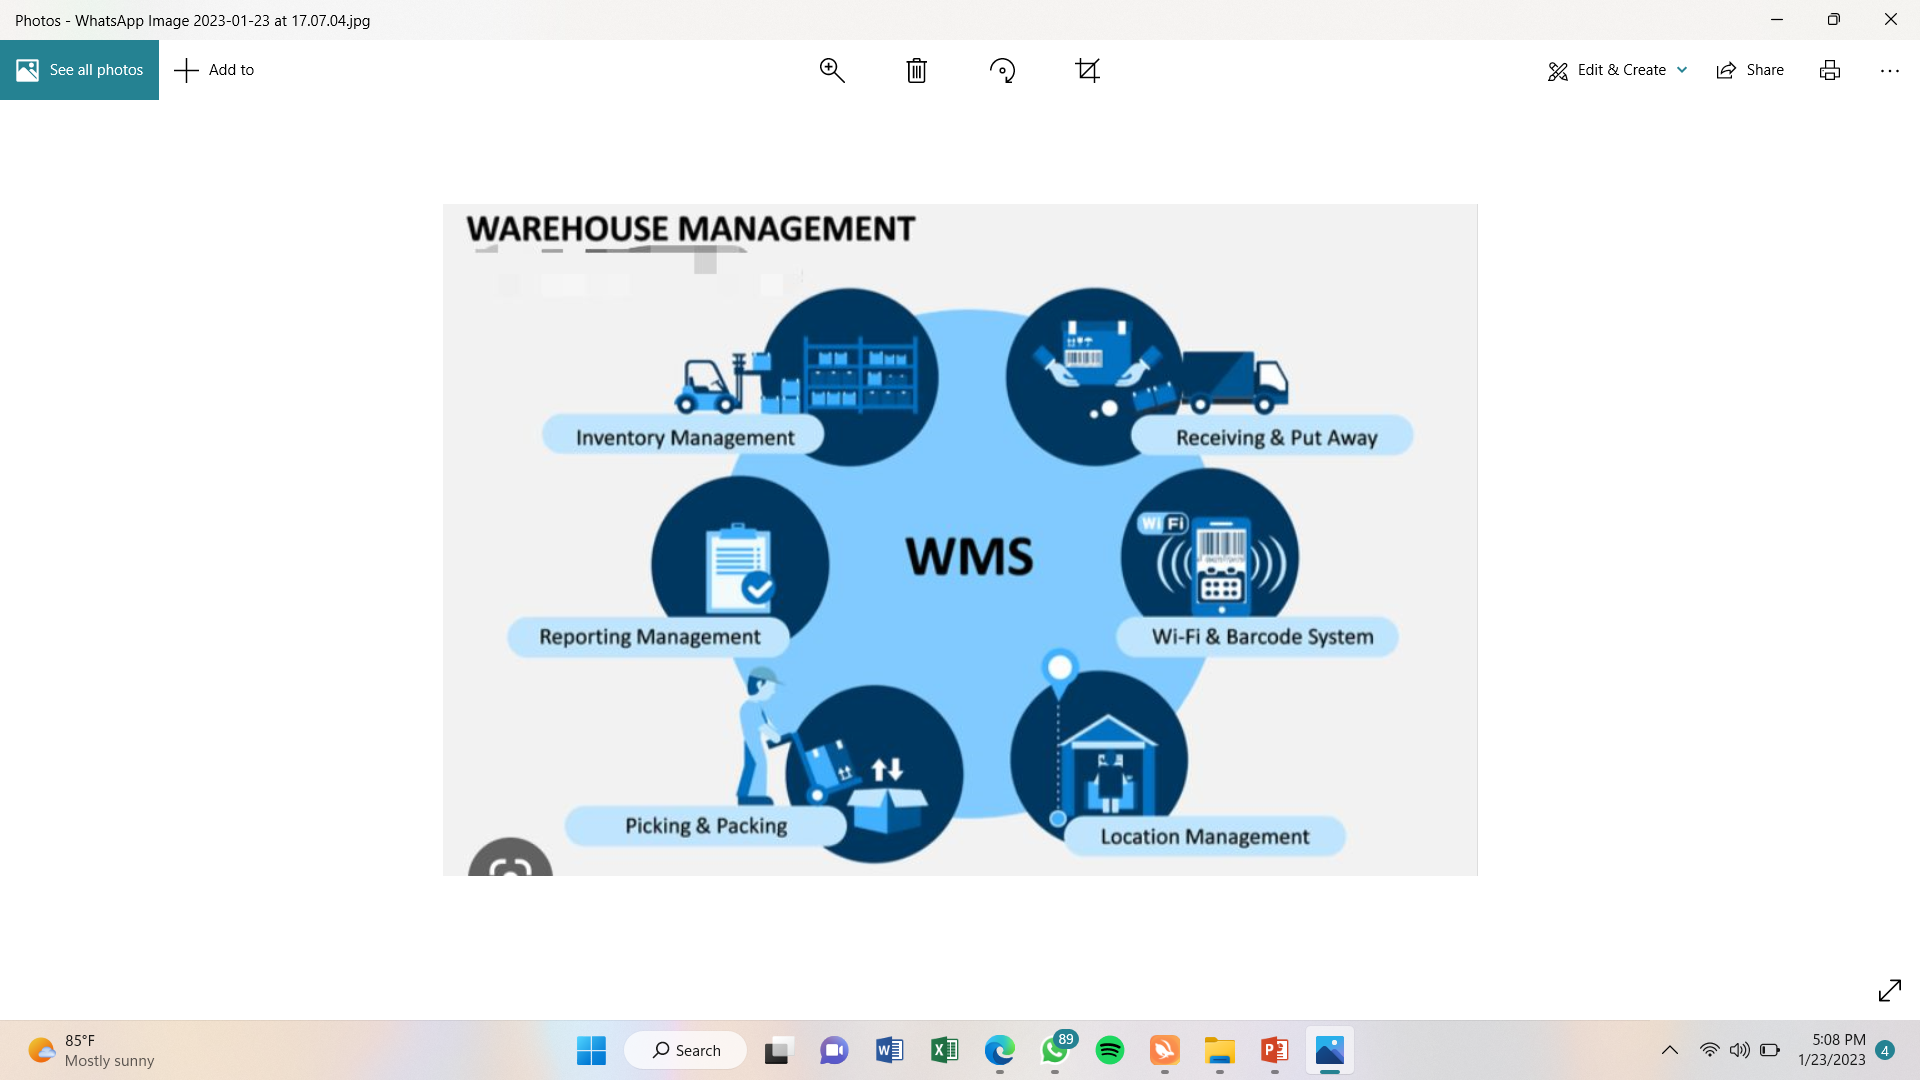 Photos - WhatsApp Image 2023-01-23 at 17.07.04.jpg
See all photos
Add to
Edit & Create
Share
WAREHOUSE MANAGEMENT
Inventory Management
Receiving & Put Away
WMS
Wi Fi
Reporting Management
Wi-Fi & Barcode System
Picking & Packing
Location Management
85°F
Mostly sunny
Search
89
5:08 PM
1/23/2023
4